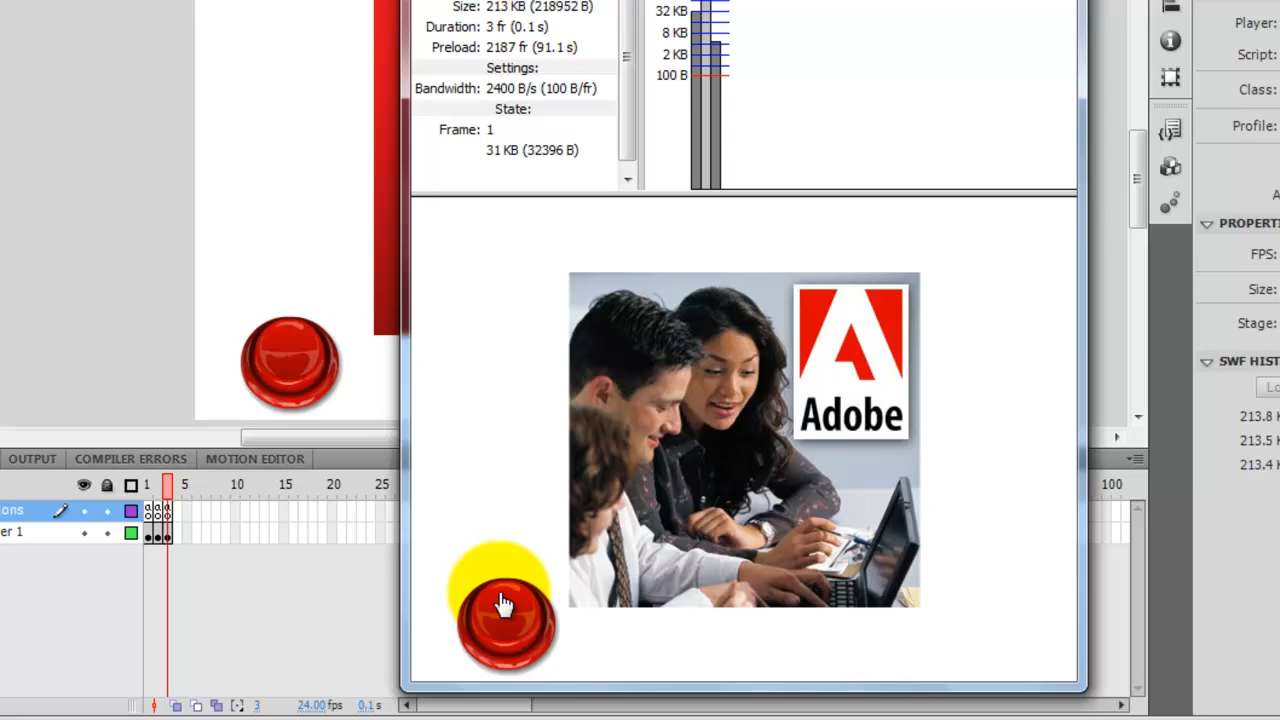 Size: 213 KB (218952 B)
Duration: 3 fr (0.1 s)
Preload: 2187 fr (91.1 s)
Settings:
Bandwidth: 2400 B/s (100 B/fr)
State:
Frame: 1
31 KB (32396 B)
32 KB
8 KB
2 KB
100 B
Player:
Script:
Class:
Profile:
A
PROPERTI
FPS:
Size:
Stage:
SWF HIST
Lo
213.8 K
213.5 K
213.4 K
Adobe
OUTPUT COMPILER ERRORS MOTION EDITOR
1 5 10 15 20 25 100
ons
er 1
3 24.00 fps 0.1 s